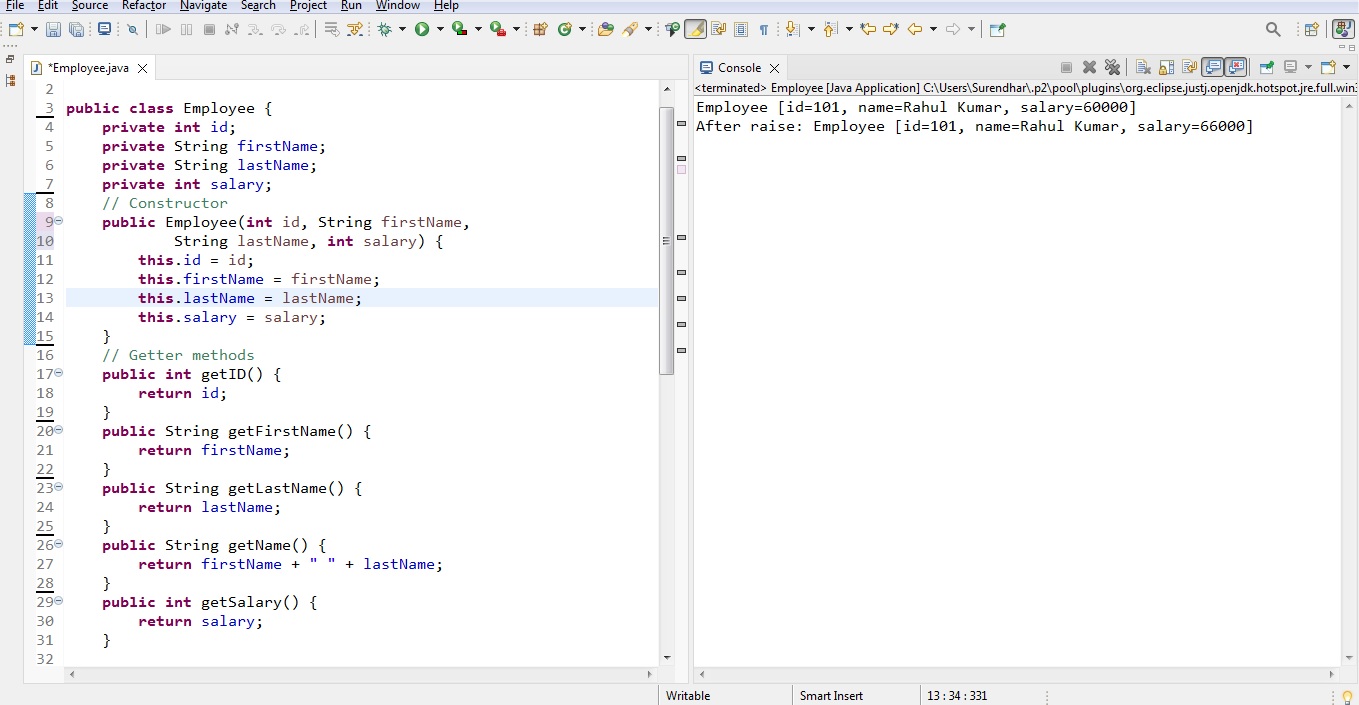 File Edit Source Refactor Navigate Search Project Run Window Help
*Employee.java
2
3 public class Employee {
4 private int id;
5 private String firstName;
6 private String lastName;
7 private int salary;
8 // Constructor
9 public Employee(int id, String firstName,
10 String lastName, int salary) {
11 this.id = id;
12 this.firstName = firstName;
13 this.lastName = lastName;
14 this.salary = salary;
15 }
16 // Getter methods
17 public int getID() {
18 return id;
19 }
20 public String getFirstName() {
21 return firstName;
22 }
23 public String getLastName() {
24 return lastName;
25 }
26 public String getName() {
27 return firstName + " " + lastName;
28 }
29 public int getSalary() {
30 return salary;
31 }
32
Console
<terminated> Employee [Java Application] C:\Users\Surendhar\.p2\pool\plugins\org.eclipse.justj.openjdk.hotspot.jre.full.win3
Employee [id=101, name=Rahul Kumar, salary=60000]
After raise: Employee [id=101, name=Rahul Kumar, salary=66000]
Writable Smart Insert 13 : 34 : 331